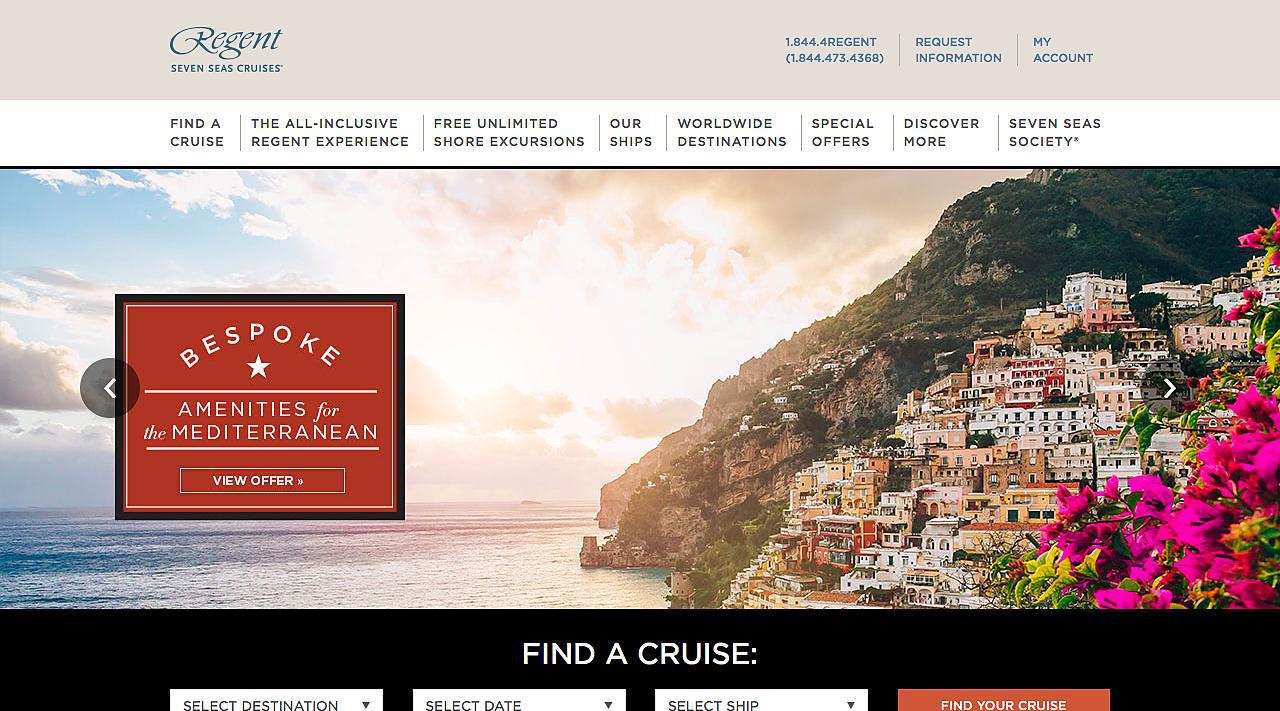 Regent
SEVEN SEAS CRUISES®
1.844.4REGENT
(1.844.473.4368)
REQUEST
INFORMATION
MY
ACCOUNT
FIND A
CRUISE
THE ALL-INCLUSIVE
REGENT EXPERIENCE
FREE UNLIMITED
SHORE EXCURSIONS
OUR
SHIPS
WORLDWIDE
DESTINATIONS
SPECIAL
OFFERS
DISCOVER
MORE
SEVEN SEAS
SOCIETY®
BESPOKE
AMENITIES for
the MEDITERRANEAN
VIEW OFFER »
FIND A CRUISE:
SELECT DESTINATION
SELECT DATE
SELECT SHIP
FIND YOUR CRUISE